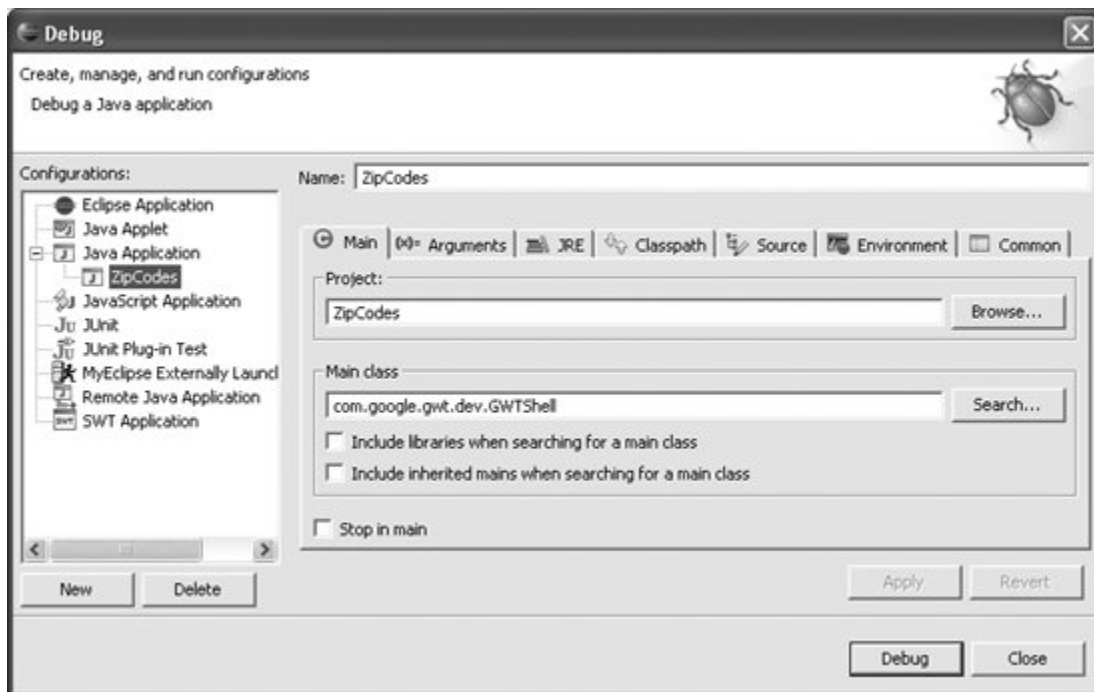 Debug
Create, manage, and run configurations
Debug a Java application
Configurations:
Eclipse Application
Java Applet
Java Application
ZipCodes
JavaScript Application
JUnit
JUnit Plug-in Test
MyEclipse Externally Launcl
Remote Java Application
SWT Application
New
Delete
Name: ZipCodes
Main
(x)= Arguments
JRE
Classpath
Source
Environment
Common
Project:
ZipCodes
Browse...
Main class
com.google.gwt.dev.GWTShell
Search...
Include libraries when searching for a main class
Include inherited mains when searching for a main class
Stop in main
Apply
Revert
Debug
Close